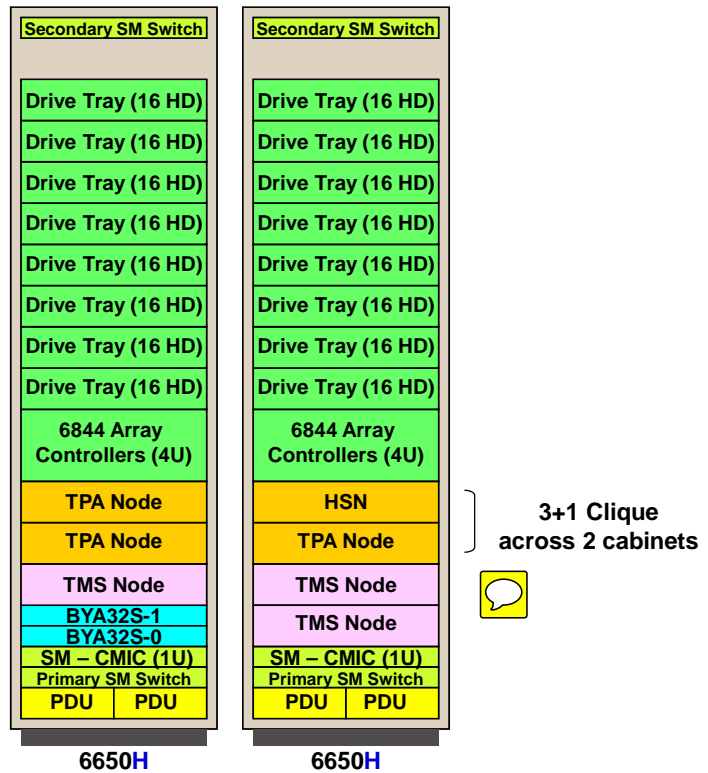 Secondary SM Switch
Drive Tray (16 HD)
Drive Tray (16 HD)
Drive Tray (16 HD)
Drive Tray (16 HD)
Drive Tray (16 HD)
Drive Tray (16 HD)
Drive Tray (16 HD)
Drive Tray (16 HD)
6844 Array
Controllers (4U)
TPA Node
TPA Node
TMS Node
BYA32S-1
BYA32S-0
SM – CMIC (1U)
Primary SM Switch
PDU PDU
6650H
Secondary SM Switch
Drive Tray (16 HD)
Drive Tray (16 HD)
Drive Tray (16 HD)
Drive Tray (16 HD)
Drive Tray (16 HD)
Drive Tray (16 HD)
Drive Tray (16 HD)
Drive Tray (16 HD)
6844 Array
Controllers (4U)
HSN
TPA Node
TMS Node
TMS Node
SM – CMIC (1U)
Primary SM Switch
PDU PDU
6650H
3+1 Clique
across 2 cabinets